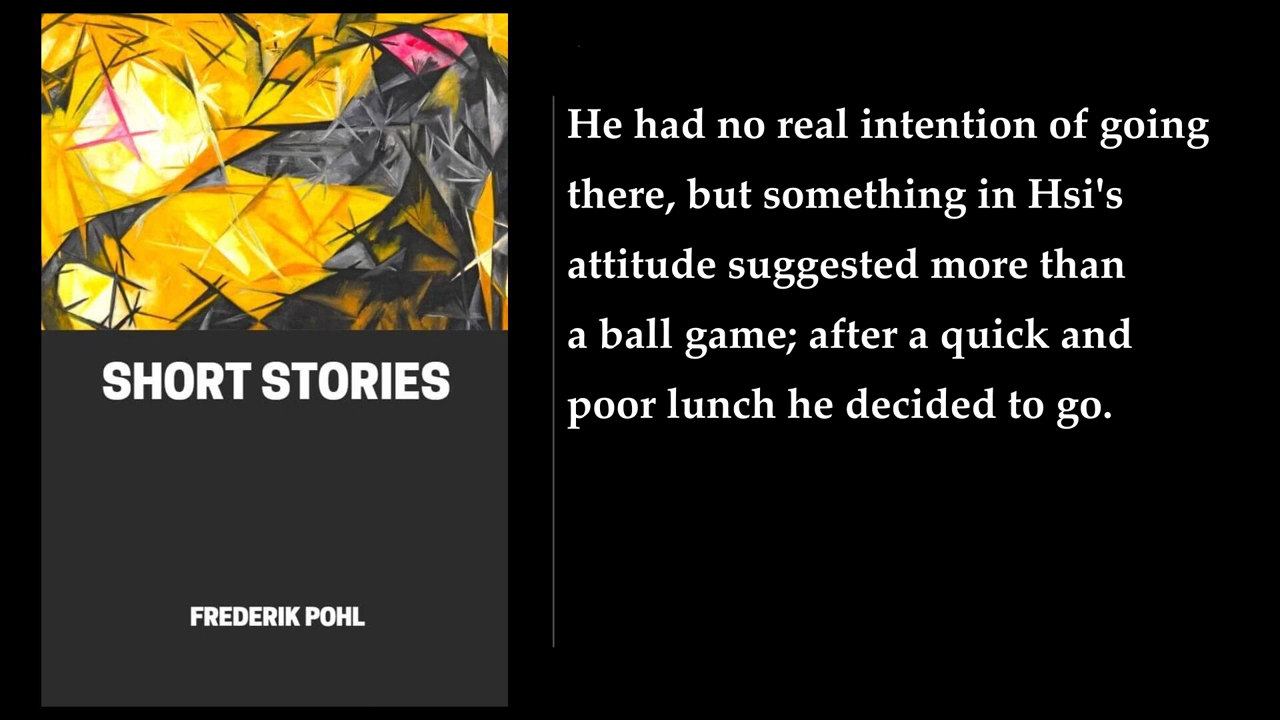 SHORT STORIES
FREDERIK POHL
He had no real intention of going
there, but something in Hsi's
attitude suggested more than
a ball game; after a quick and
poor lunch he decided to go.